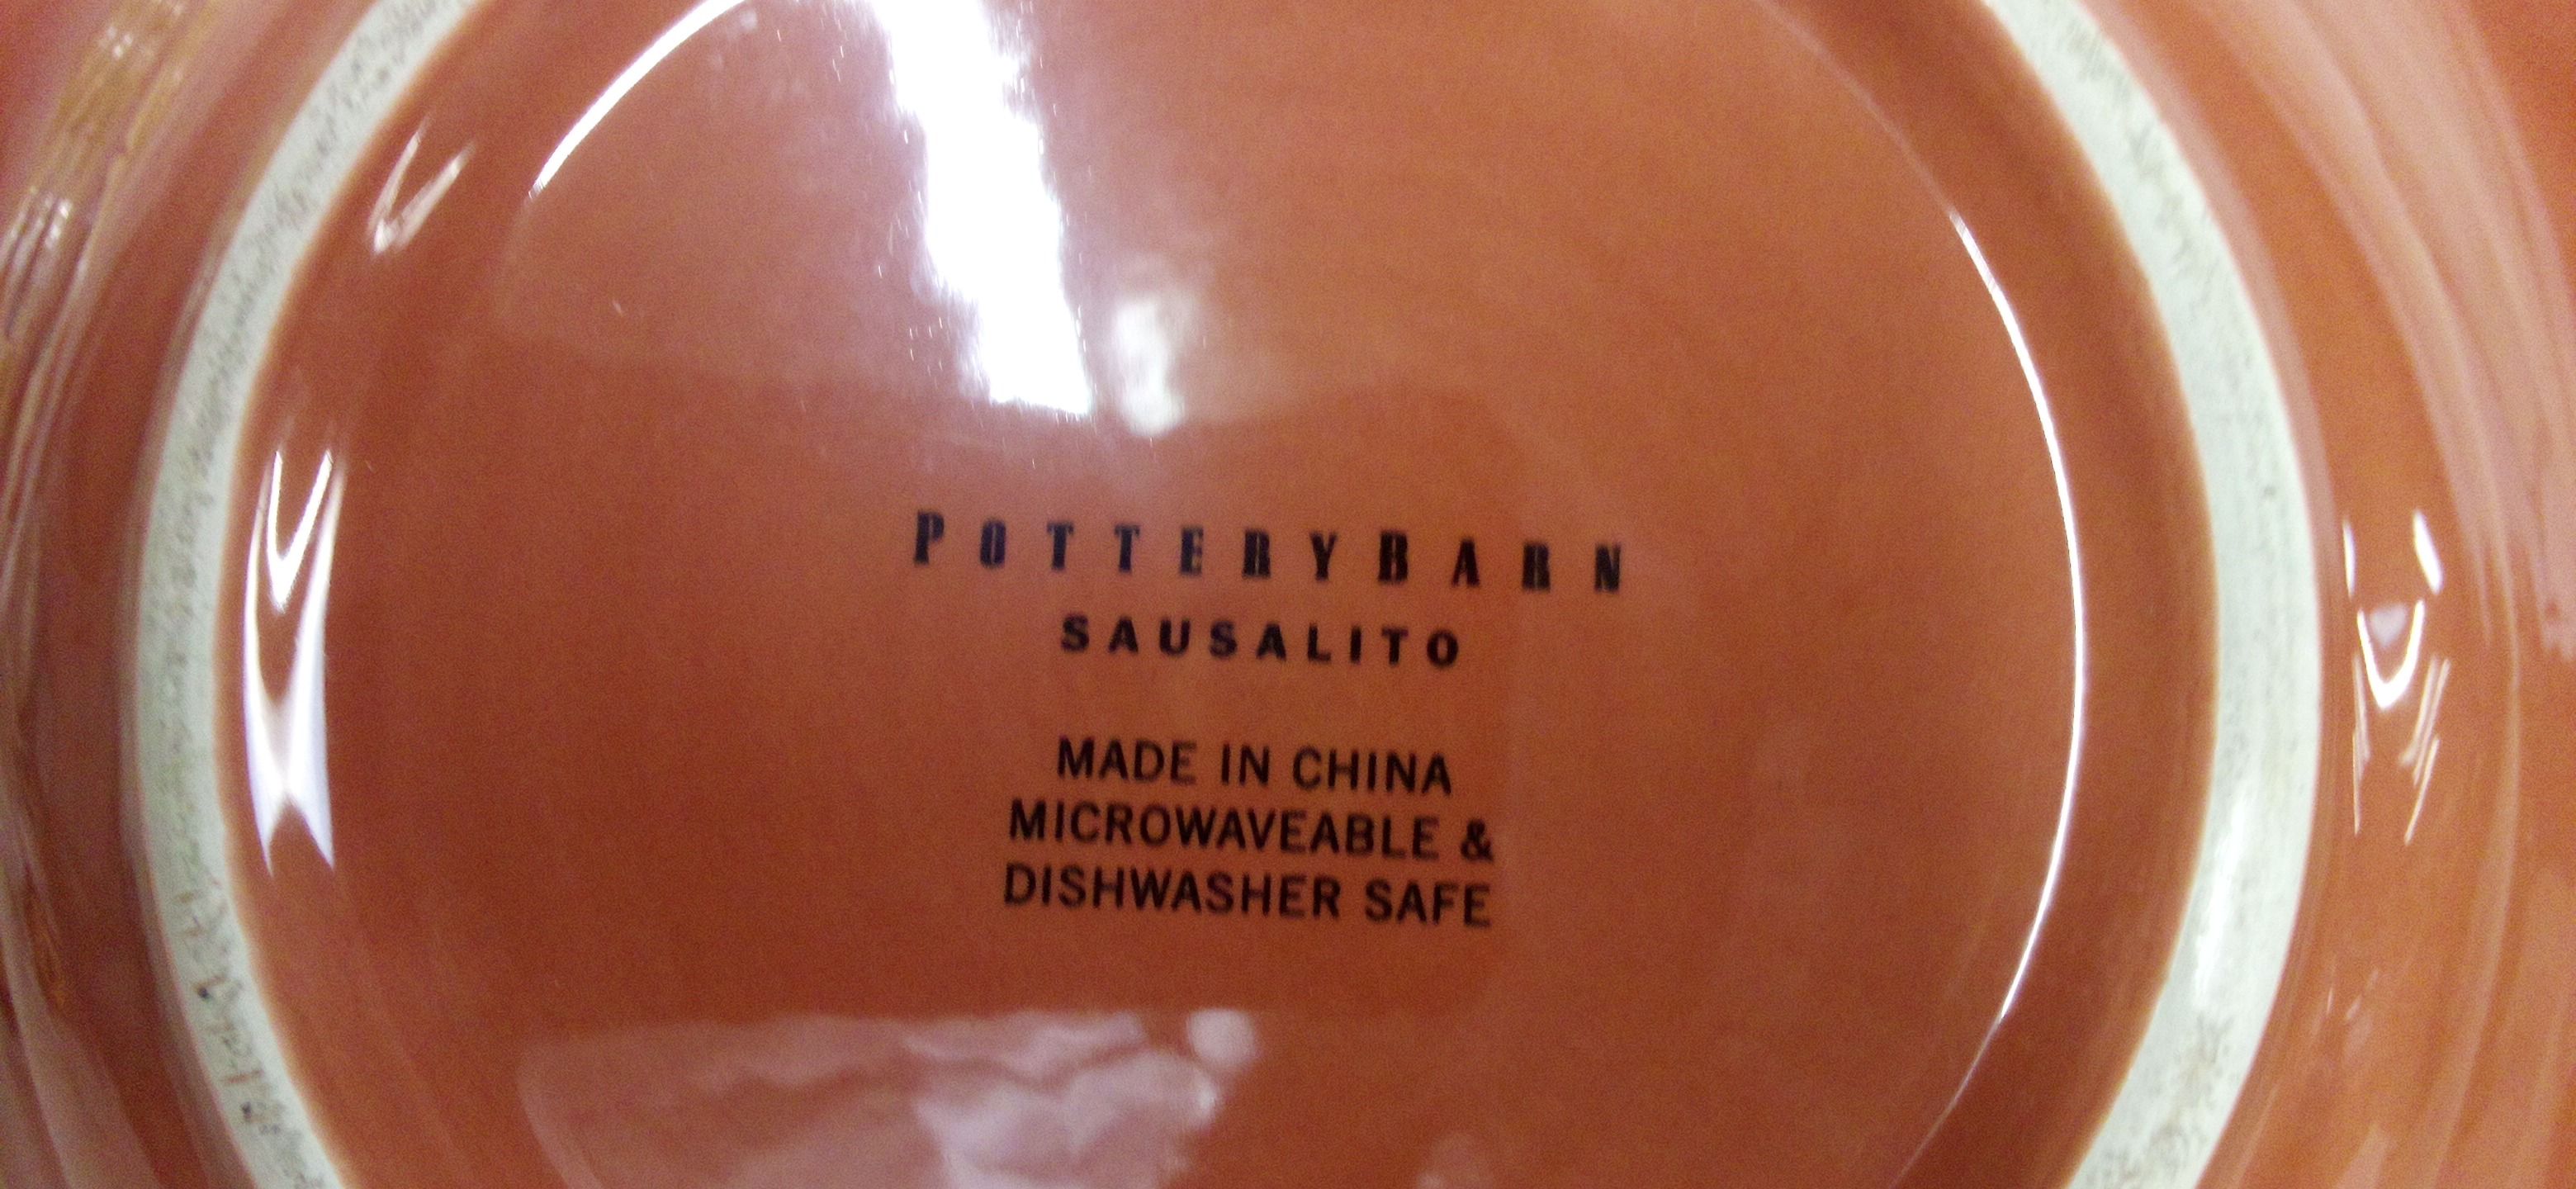 POTTERYBARN
SAUSALITO
MADE IN CHINA
MICROWAVEABLE &
DISHWASHER SAFE